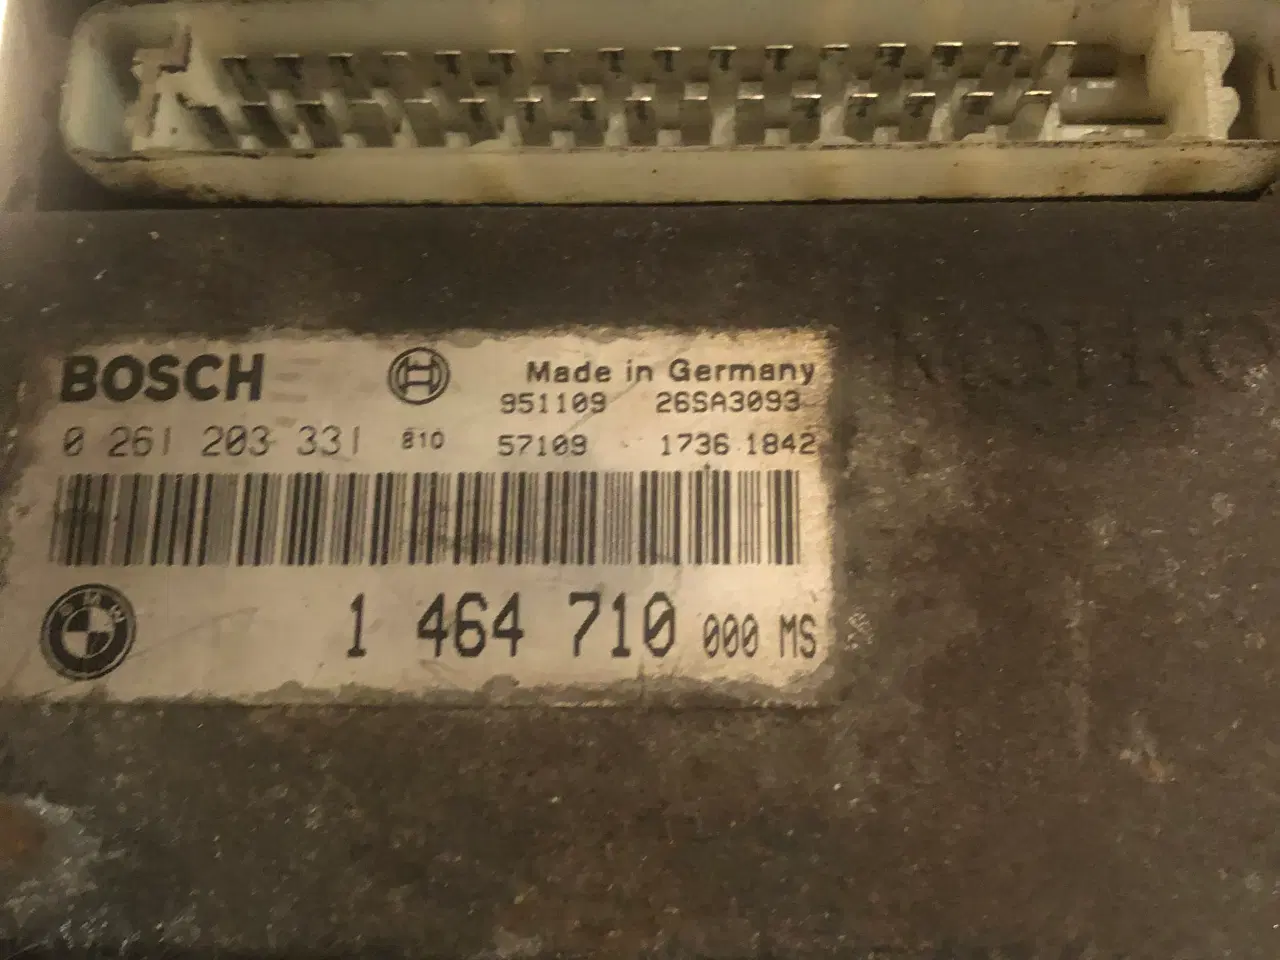 BOSCH Made in Germany
951109 26SA3093
0 261 203 331 810 57109 1736 1842
BMW 1 464 710 000 MS